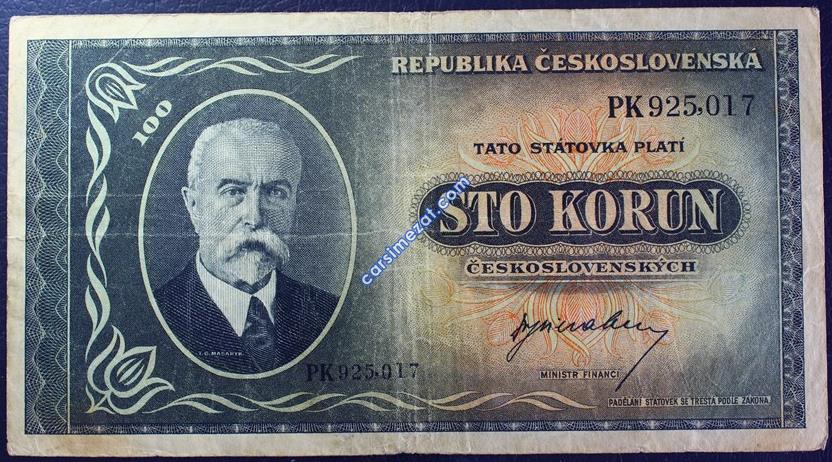 REPUBLIKA ČESKOSLOVENSKÁ
PK 925,017
TATO STÁTOVKA PLATÍ
STO KORUN
ČESKOSLOVENSKÝCH
MINISTR FINANCÍ
PADĚLÁNÍ STÁTOVEK SE TRESTÁ PODLE ZÁKONA.
100
T. G. MASARYK
PK 925,017
carsimezat.com